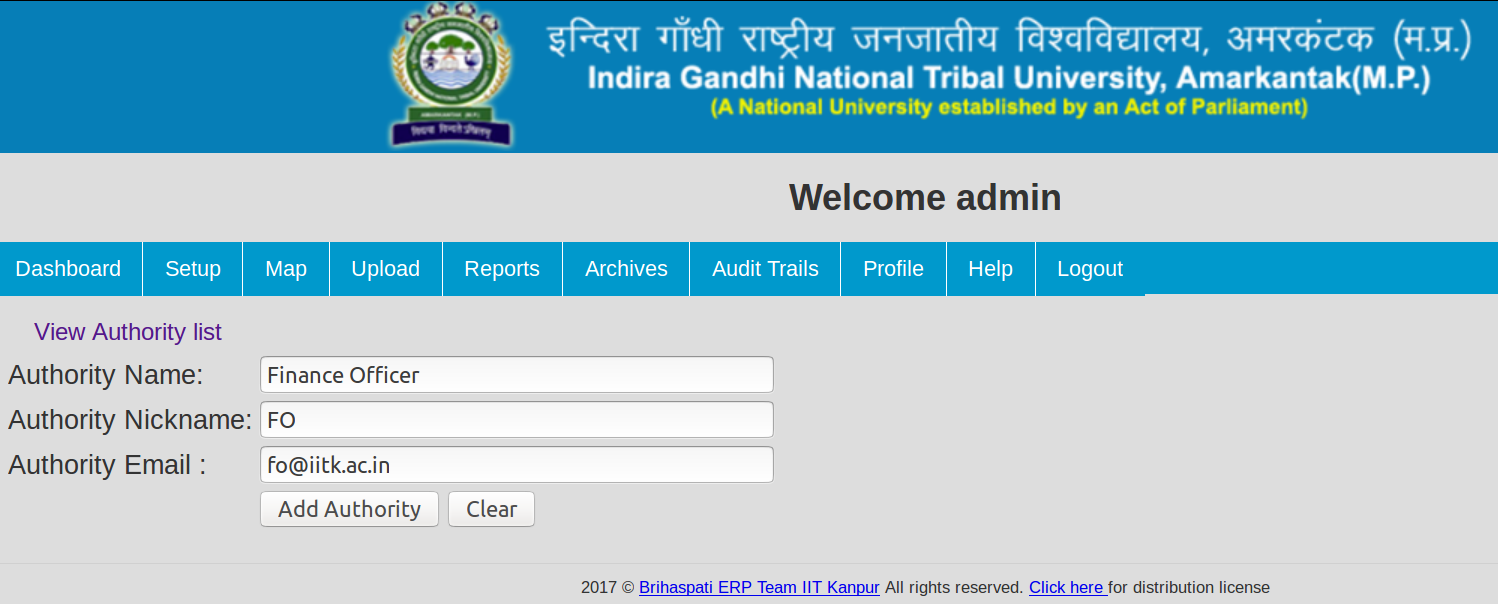 इन्दिरा गाँधी राष्ट्रीय जनजातीय विश्वविद्यालय, अमरकंटक (म.प्र.)
Indira Gandhi National Tribal University, Amarkantak(M.P.)
(A National University established by an Act of Parliament)
Welcome admin
Dashboard Setup Map Upload Reports Archives Audit Trails Profile Help Logout
View Authority list
Authority Name: Finance Officer
Authority Nickname: FO
Authority Email : fo@iitk.ac.in
Add Authority Clear
2017 © Brihaspati ERP Team IIT Kanpur All rights reserved. Click here for distribution license